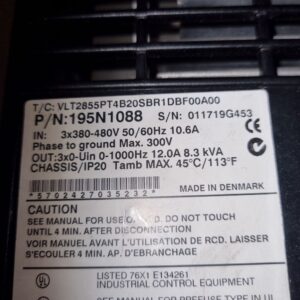 T/C: VLT2855PT4B20SBR1DBF00A00
P/N:195N1088 S/N: 011719G453
IN: 3x380-480V 50/60Hz 10.6A
Phase to ground Max. 300V
OUT:3x0-Uin 0-1000Hz 12.0A 8.3 kVA
CHASSIS/IP20 Tamb MAX. 45°C/113°F
*5702427035232* MADE IN DENMARK
CAUTION
SEE MANUAL FOR USE OF RCD. DO NOT TOUCH
UNTIL 4 MIN. AFTER DISCONNECTION
VOIR MANUEL AVANT L'UTILISATION DE RCD. LAISSER
S'ECOULER 4 MIN. AP. D'EBRANCHAGE
LISTED 76X1 E134261
INDUSTRIAL CONTROL EQUIPMENT
SEE MANUAL FOR PREFUSE TYPE IN UL